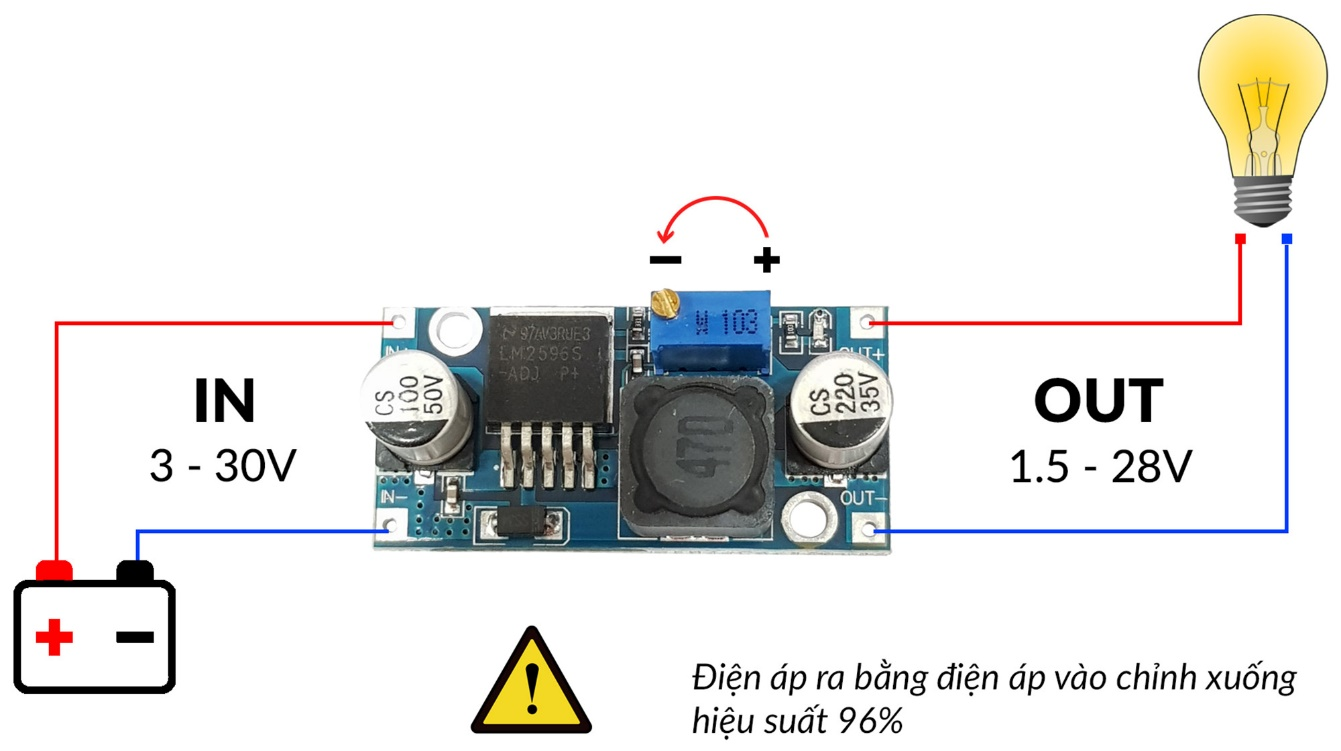 − +
97AV3RUE3
LM2596S
-ADJ P+
W 103
IN+
OUT+
CS
100
50V
CS
220
35V
470
IN
3 - 30V
OUT
1.5 - 28V
IN-
OUT-
+ −
!
Điện áp ra bằng điện áp vào chỉnh xuống
hiệu suất 96%